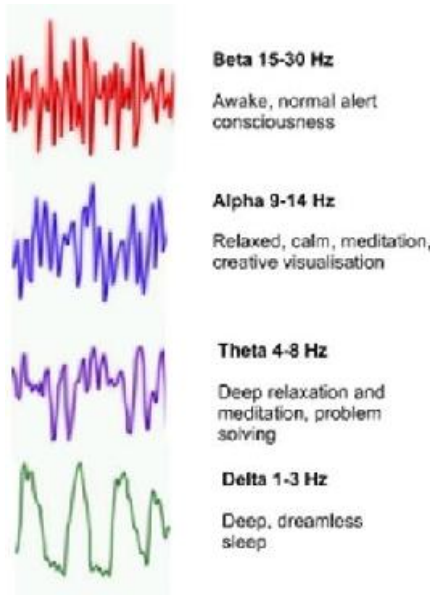 Beta 15-30 Hz
Awake, normal alert
consciousness
Alpha 9-14 Hz
Relaxed, calm, meditation,
creative visualisation
Theta 4-8 Hz
Deep relaxation and
meditation, problem
solving
Delta 1-3 Hz
Deep, dreamless
sleep